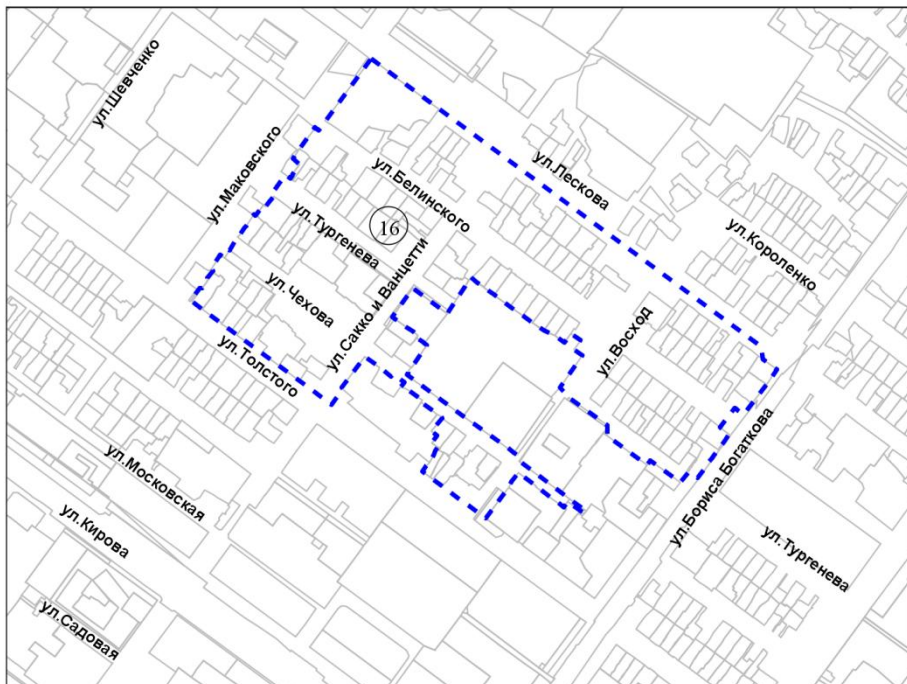 ул.Шевченко
ул.Маковского
ул.Белинского
ул.Лескова
16
ул.Тургенева
ул.Короленко
ул.Чехова
ул.Сакко и Ванцетти
ул.Восход
ул.Толстого
ул.Бориса Богаткова
ул.Московская
ул.Кирова
ул.Тургенева
ул.Садовая